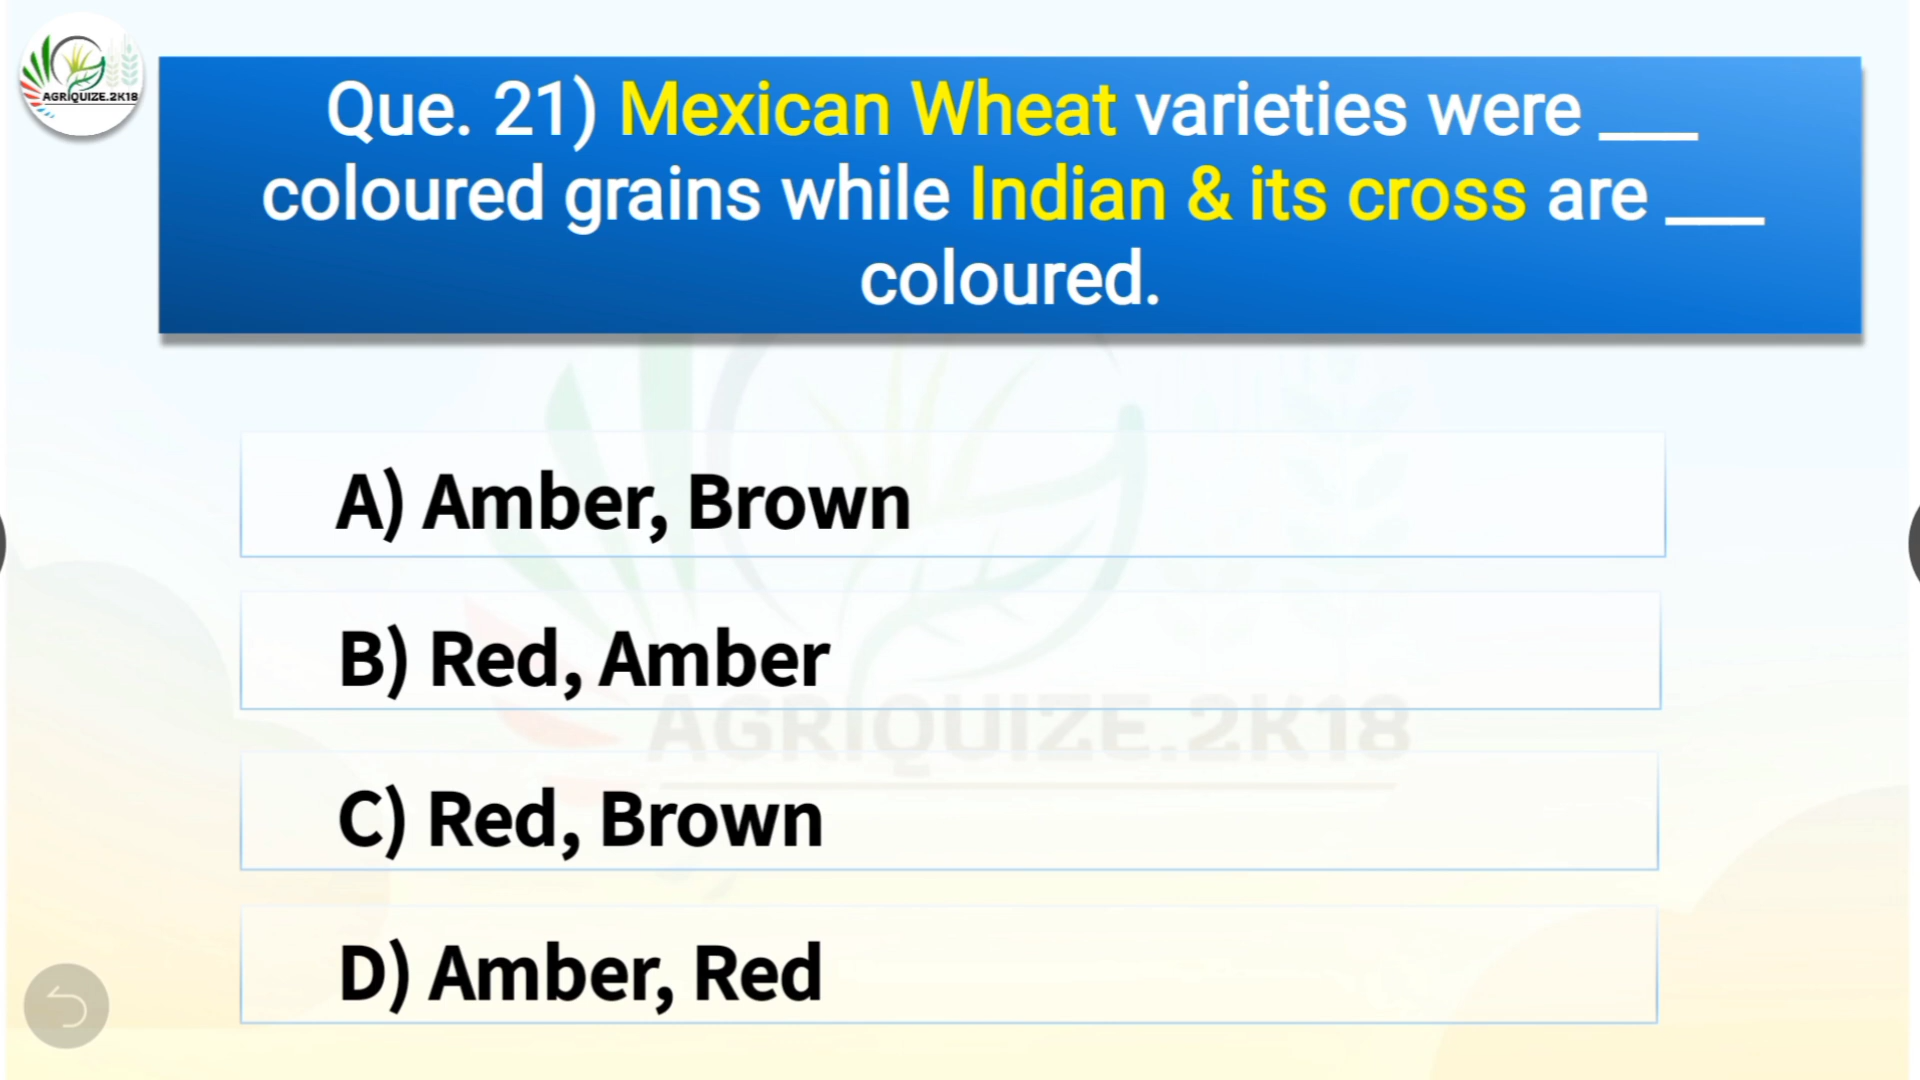 AGRIQUIZE.2K18
Que. 21) Mexican Wheat varieties were ___
coloured grains while Indian & its cross are ___
coloured.
A) Amber, Brown
B) Red, Amber
AGRIQUIZE.2K18
C) Red, Brown
D) Amber, Red